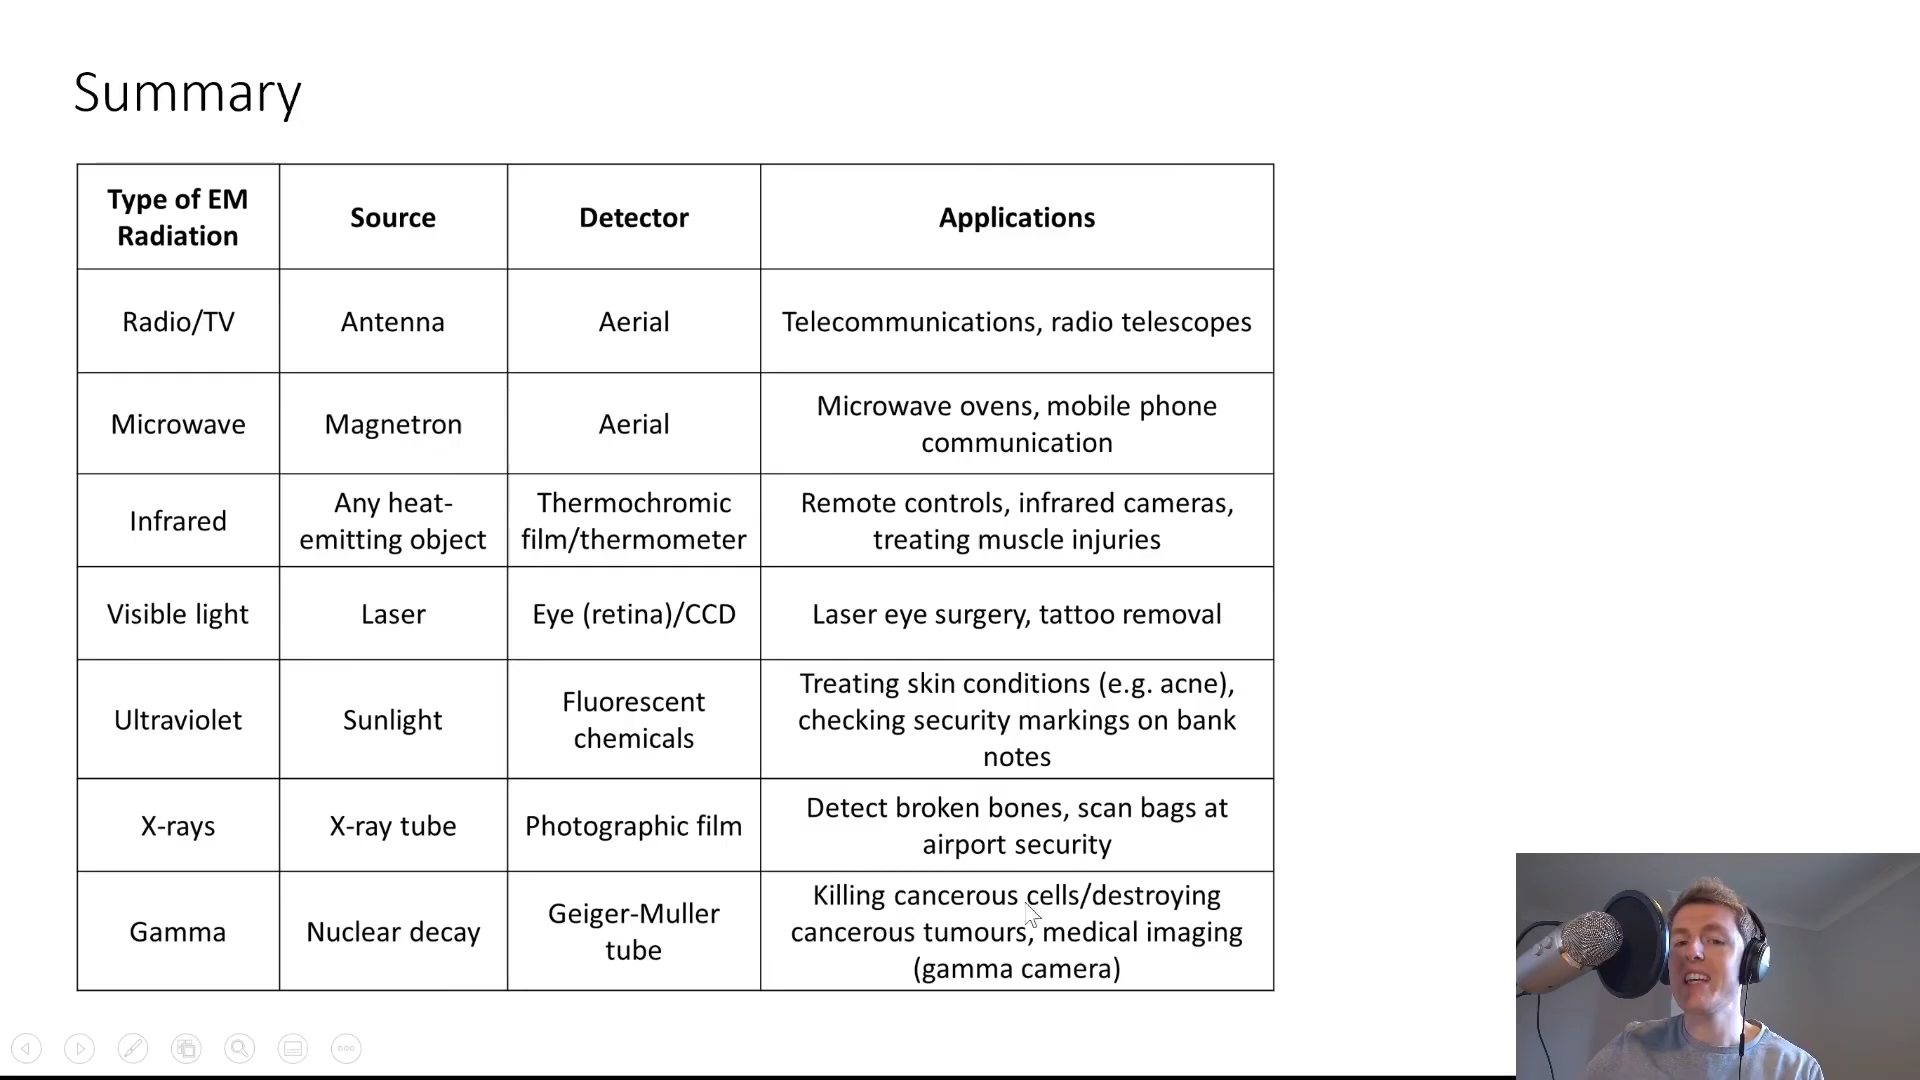 Summary
Type of EM
Radiation
Source
Detector
Applications
Radio/TV
Antenna
Aerial
Telecommunications, radio telescopes
Microwave
Magnetron
Aerial
Microwave ovens, mobile phone
communication
Infrared
Any heat-
emitting object
Thermochromic
film/thermometer
Remote controls, infrared cameras,
treating muscle injuries
Visible light
Laser
Eye (retina)/CCD
Laser eye surgery, tattoo removal
Ultraviolet
Sunlight
Fluorescent
chemicals
Treating skin conditions (e.g. acne),
checking security markings on bank
notes
X-rays
X-ray tube
Photographic film
Detect broken bones, scan bags at
airport security
Gamma
Nuclear decay
Geiger-Muller
tube
Killing cancerous cells/destroying
cancerous tumours, medical imaging
(gamma camera)